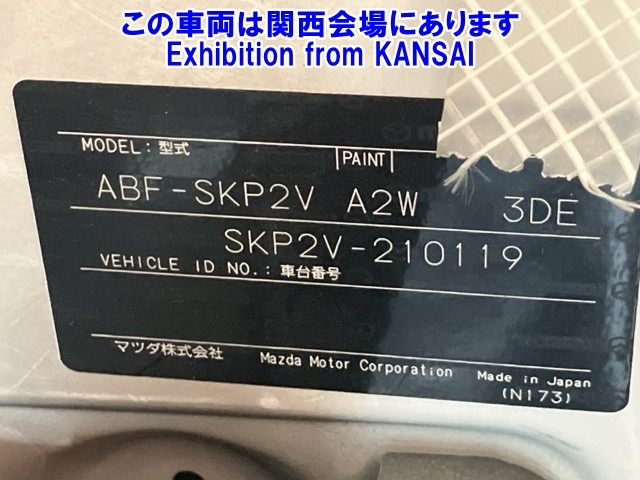 この車両は関西会場にあります
Exhibition from KANSAI
MODEL: 型式 PAINT
ABF-SKP2V A2W 3DE
SKP2V-210119
VEHICLE ID NO.: 車台番号
マツダ株式会社 Mazda Motor Corporation Made in Japan
(N173)